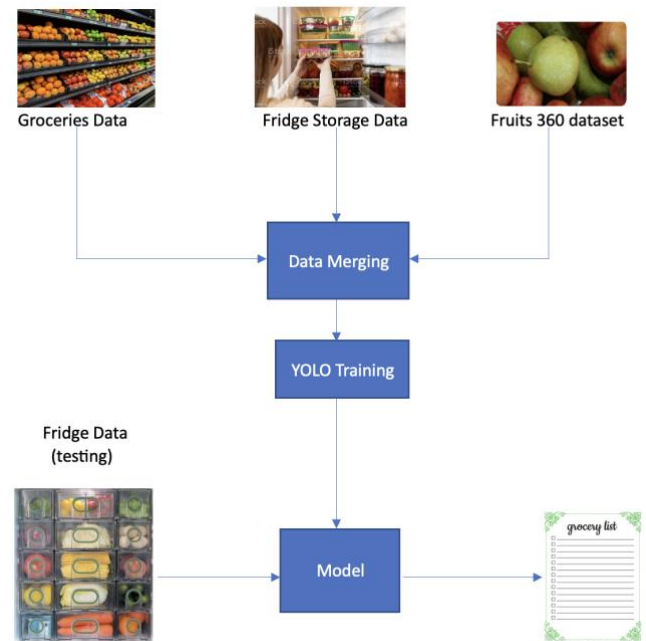 Groceries Data
Fridge Storage Data
Fruits 360 dataset
Data Merging
YOLO Training
Fridge Data
(testing)
Model
grocery list